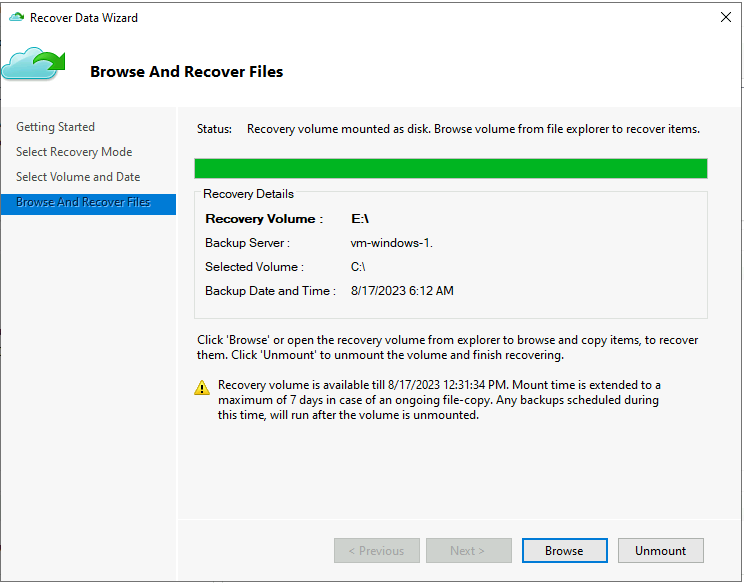 Recover Data Wizard
Browse And Recover Files
Getting Started
Select Recovery Mode
Select Volume and Date
Browse And Recover Files
Status: Recovery volume mounted as disk. Browse volume from file explorer to recover items.
Recovery Details
Recovery Volume : E:\
Backup Server : vm-windows-1.
Selected Volume : C:\
Backup Date and Time : 8/17/2023 6:12 AM
Click 'Browse' or open the recovery volume from explorer to browse and copy items, to recover
them. Click 'Unmount' to unmount the volume and finish recovering.
Recovery volume is available till 8/17/2023 12:31:34 PM. Mount time is extended to a
maximum of 7 days in case of an ongoing file-copy. Any backups scheduled during
this time, will run after the volume is unmounted.
< Previous Next > Browse Unmount